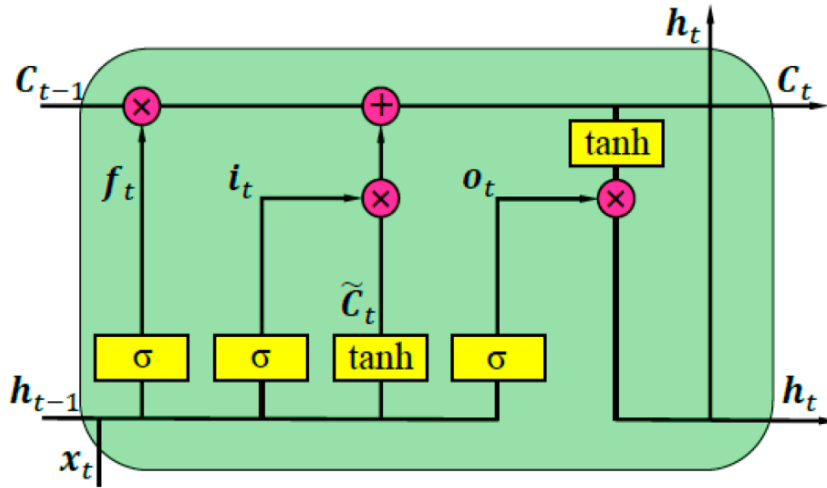 h_t
C_{t-1} × + C_t
tanh
f_t i_t × o_t ×
C̃_t
σ σ tanh σ
h_{t-1} h_t
x_t